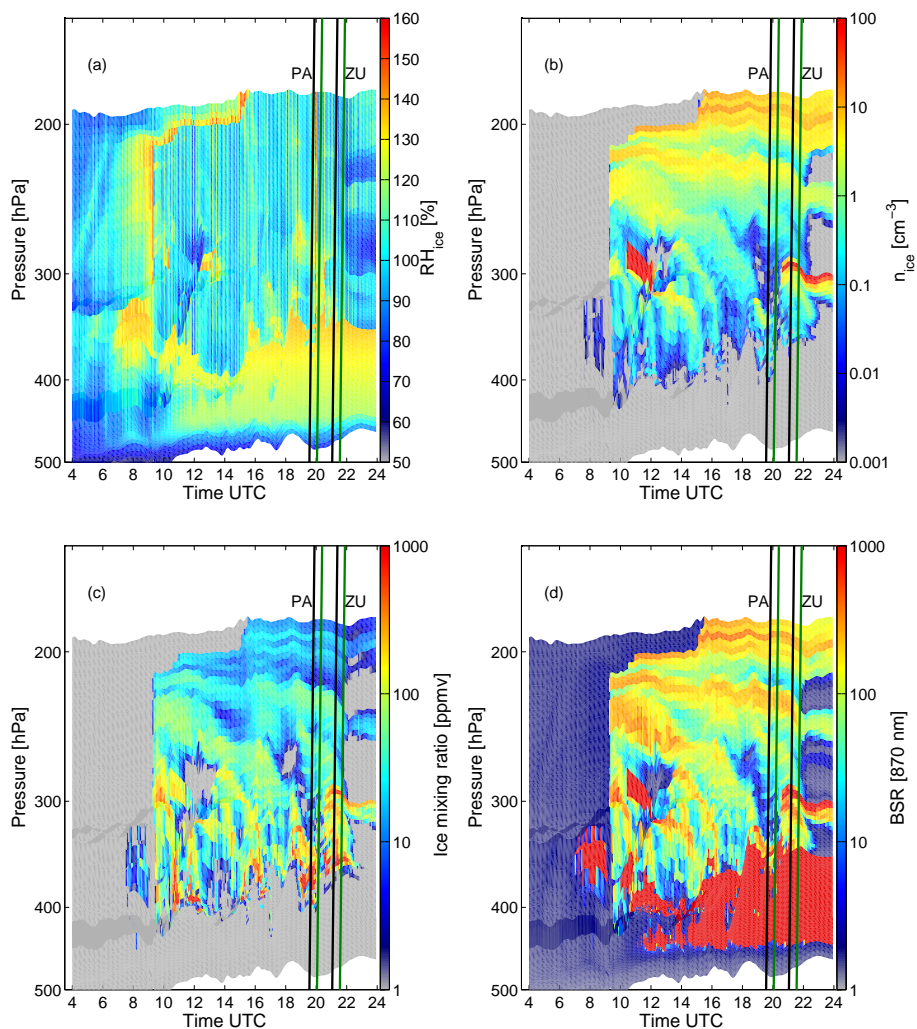 (a)
PA
ZU
Pressure [hPa]
200
300
400
500
4 6 8 10 12 14 16 18 20 22 24
Time UTC
160
150
140
130
120
110
100
90
80
70
60
50
RHice [%]
(b)
PA
ZU
Pressure [hPa]
200
300
400
500
4 6 8 10 12 14 16 18 20 22 24
Time UTC
100
10
1
0.1
0.01
0.001
nice [cm−3]
(c)
PA
ZU
Pressure [hPa]
200
300
400
500
4 6 8 10 12 14 16 18 20 22 24
Time UTC
1000
100
10
1
Ice mixing ratio [ppmv]
(d)
PA
ZU
Pressure [hPa]
200
300
400
500
4 6 8 10 12 14 16 18 20 22 24
Time UTC
1000
100
10
1
BSR [870 nm]